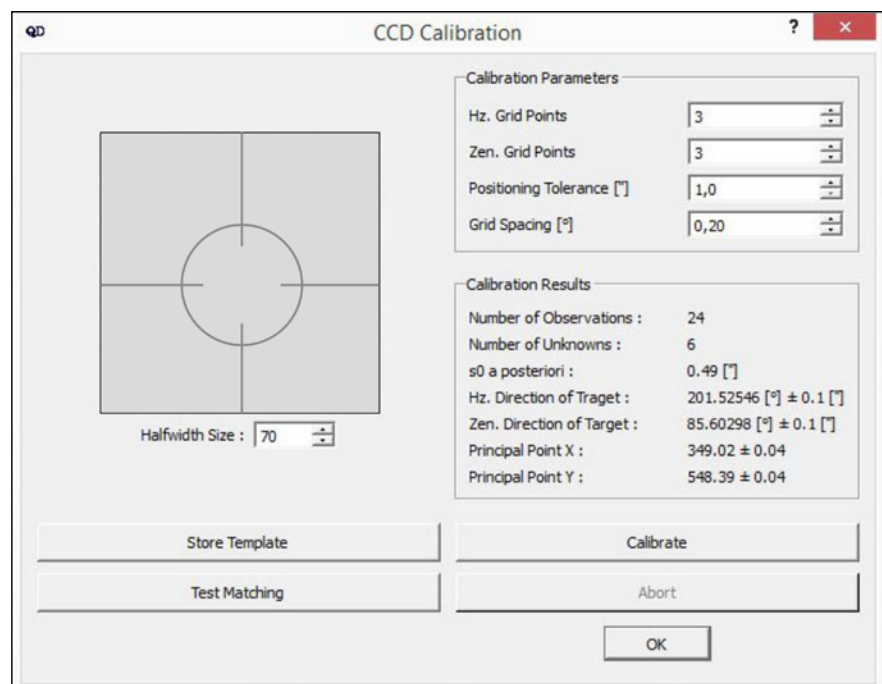 QD CCD Calibration ?
Calibration Parameters
Hz. Grid Points 3
Zen. Grid Points 3
Positioning Tolerance ["] 1,0
Grid Spacing [°] 0,20
Halfwidth Size : 70
Calibration Results
Number of Observations : 24
Number of Unknowns : 6
s0 a posteriori : 0.49 ["]
Hz. Direction of Traget : 201.52546 [°] ± 0.1 ["]
Zen. Direction of Target : 85.60298 [°] ± 0.1 ["]
Principal Point X : 349.02 ± 0.04
Principal Point Y : 548.39 ± 0.04
Store Template Calibrate
Test Matching Abort
OK